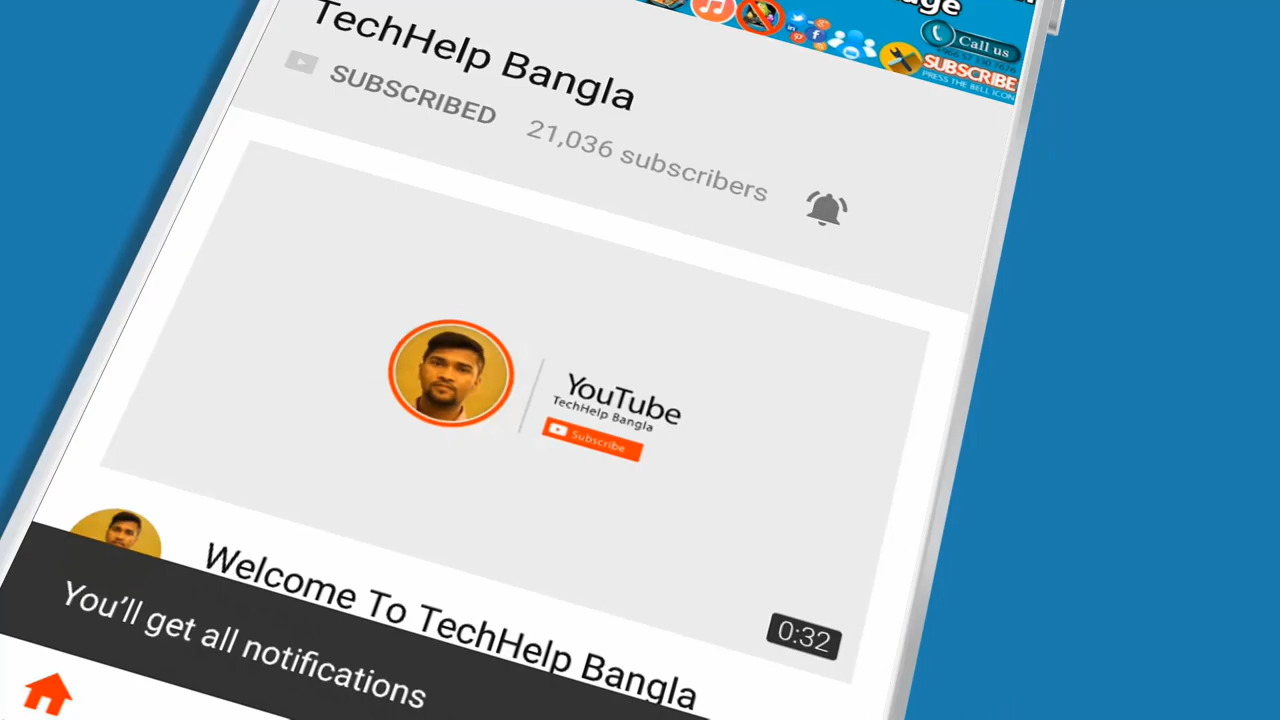 Call us
SUBSCRIBE
PRESS THE BELL ICON
TechHelp Bangla
SUBSCRIBED 21,036 subscribers
YouTube
TechHelp Bangla
Subscribe
0:32
Welcome To TechHelp Bangla
You'll get all notifications